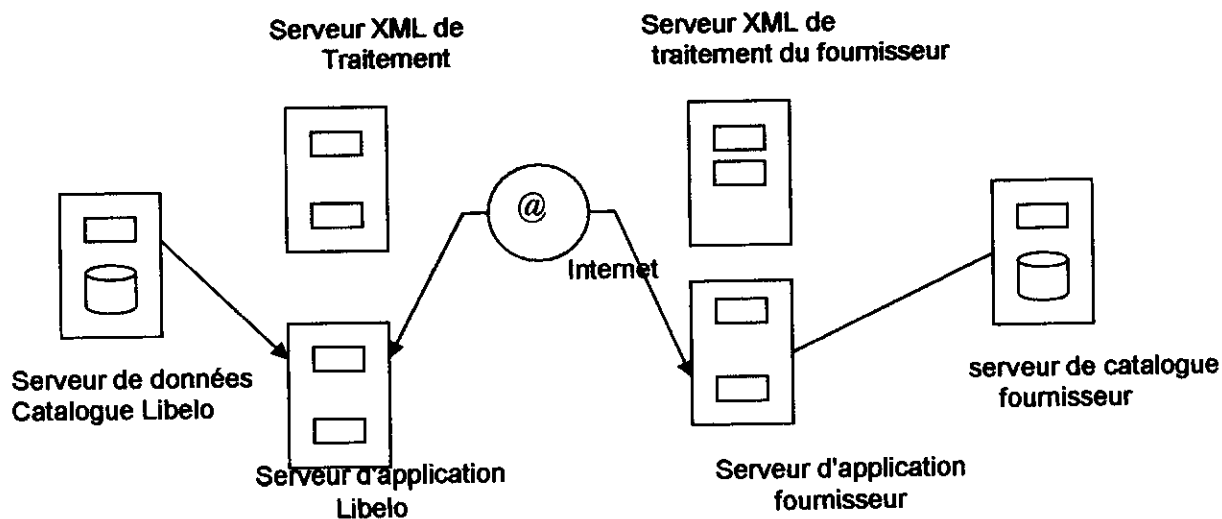 Serveur XML de
Traitement
Serveur XML de
traitement du fournisseur
@
Internet
Serveur de données
Catalogue Libelo
serveur de catalogue
fournisseur
Serveur d'application
Libelo
Serveur d'application
fournisseur